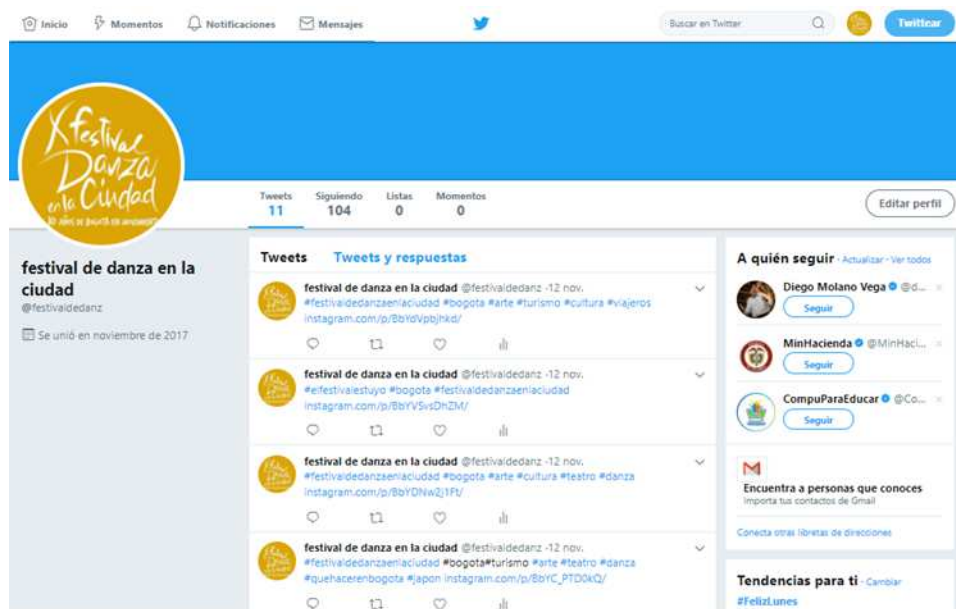 Inicio Momentos Notificaciones Mensajes Buscar en Twitter Twittear
X festival
Danza
en la Ciudad
10 AÑOS DE BOGOTÁ EN MOVIMIENTO
Tweets Siguiendo Listas Momentos
11 104 0 0
Editar perfil
festival de danza en la
ciudad
@festivaldedanz
Se unió en noviembre de 2017
Tweets Tweets y respuestas
festival de danza en la ciudad @festivaldedanz -12 nov.
#festivaldedanzaenlaciudad #bogota #arte #turismo #cultura #viajeros
instagram.com/p/BbYdVpbjhkd/
festival de danza en la ciudad @festivaldedanz -12 nov.
#elfestivalestuyo #bogota #festivaldedanzaenlaciudad
instagram.com/p/BbYVSvsDhZM/
festival de danza en la ciudad @festivaldedanz -12 nov.
#festivaldedanzaenlaciudad #bogota #arte #cultura #teatro #danza
instagram.com/p/BbYDNw2j1Ft/
festival de danza en la ciudad @festivaldedanz -12 nov.
#festivaldedanzaenlaciudad #bogota#turismo #arte #teatro #danza
#quehacerenbogota #japon instagram.com/p/BbYC_PTD0kQ/
A quién seguir · Actualizar · Ver todos
Diego Molano Vega @d...
Seguir
MinHacienda @MinHaci...
Seguir
CompuParaEducar @Co...
Seguir
Encuentra a personas que conoces
Importa tus contactos de Gmail
Conecta otras libretas de direcciones
Tendencias para ti · Cambiar
#FelizLunes